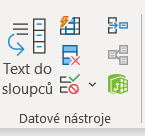 Text do
sloupců
Datové nástroje